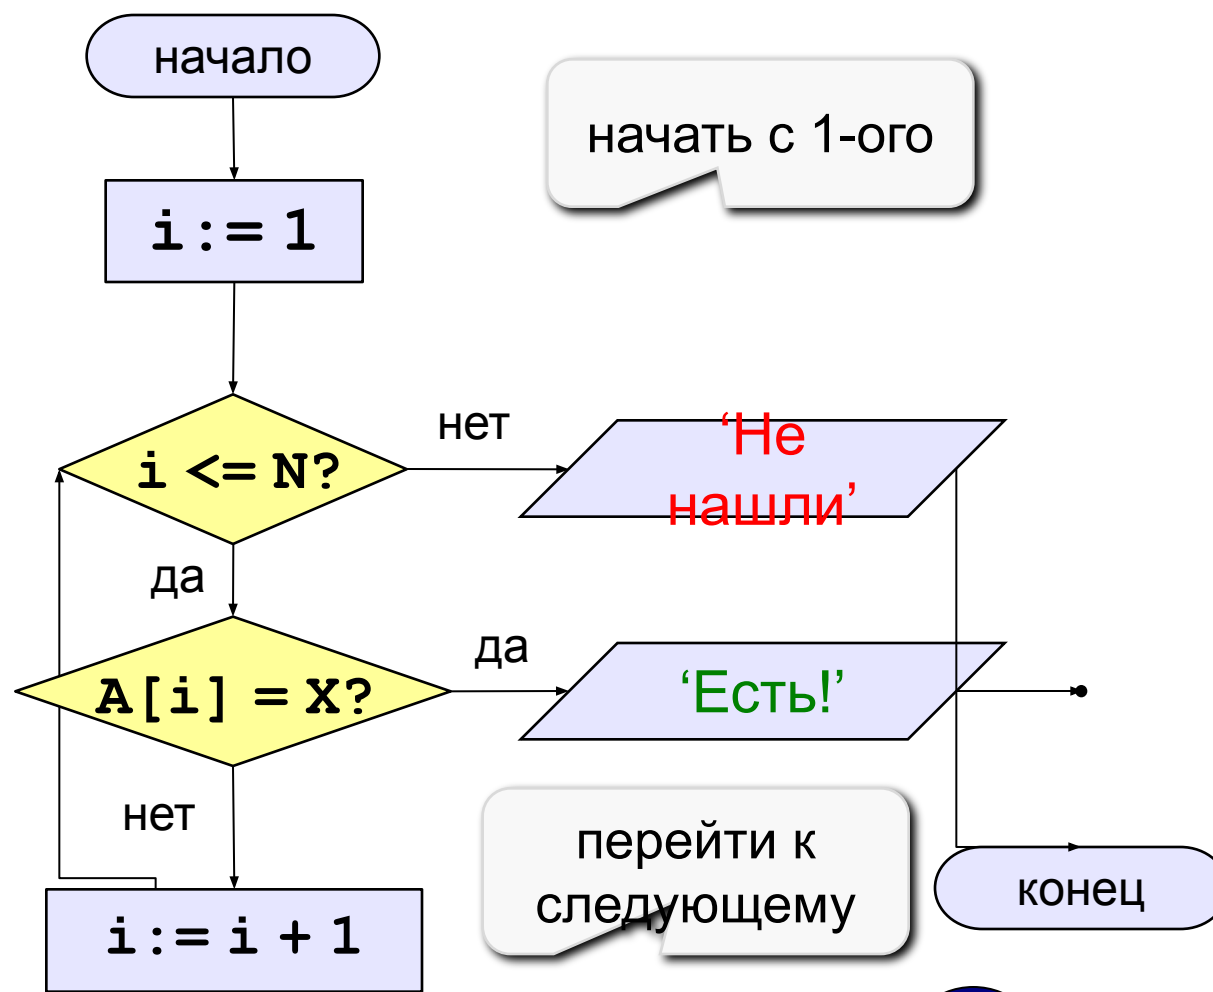 начало
начать с 1-ого
i:= 1
i <= N?
нет
‘Не
нашли’
да
A[i] = X?
да
‘Есть!’
нет
перейти к
следующему
i:= i + 1
конец